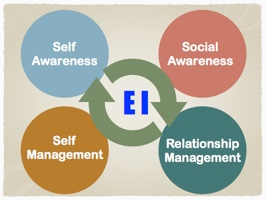 Self
Awareness
Social
Awareness
EI
Self
Management
Relationship
Management